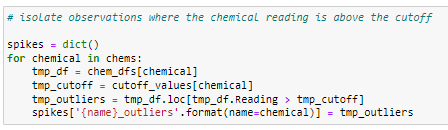 # isolate observations where the chemical reading is above the cutoff

spikes = dict()
for chemical in chems:
    tmp_df = chem_dfs[chemical]
    tmp_cutoff = cutoff_values[chemical]
    tmp_outliers = tmp_df.loc[tmp_df.Reading > tmp_cutoff]
    spikes['{name}_outliers'.format(name=chemical)] = tmp_outliers